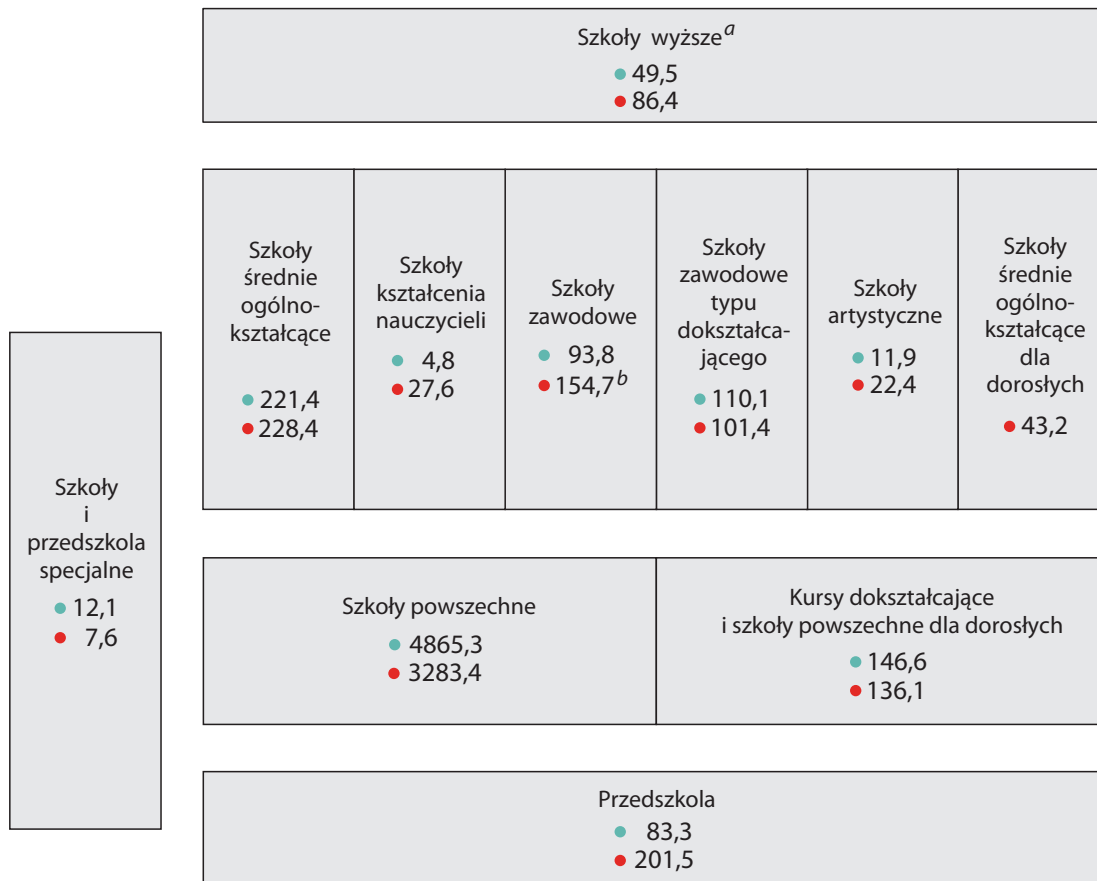 Szkoły wyższe a
49,5
86,4
Szkoły
średnie
ogólno-
kształcące
221,4
228,4
Szkoły
kształcenia
nauczycieli
4,8
27,6
Szkoły
zawodowe
93,8
154,7 b
Szkoły
zawodowe
typu
dokształca-
jącego
110,1
101,4
Szkoły
artystyczne
11,9
22,4
Szkoły
średnie
ogólno-
kształcące
dla
dorosłych
43,2
Szkoły
i
przedszkola
specjalne
12,1
7,6
Szkoły powszechne
4865,3
3283,4
Kursy dokształcające
i szkoły powszechne dla dorosłych
146,6
136,1
Przedszkola
83,3
201,5